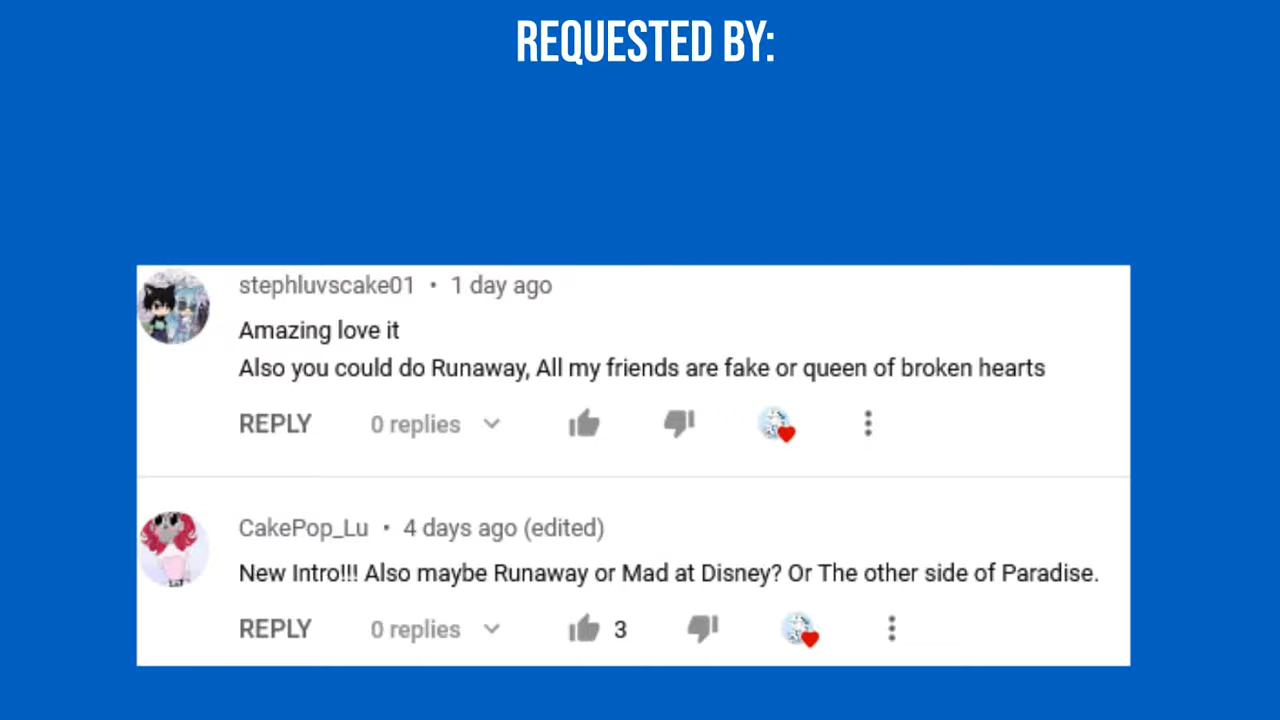 REQUESTED BY:
stephluvscake01 • 1 day ago
Amazing love it
Also you could do Runaway, All my friends are fake or queen of broken hearts
REPLY 0 replies
CakePop_Lu • 4 days ago (edited)
New Intro!!! Also maybe Runaway or Mad at Disney? Or The other side of Paradise.
REPLY 0 replies 3